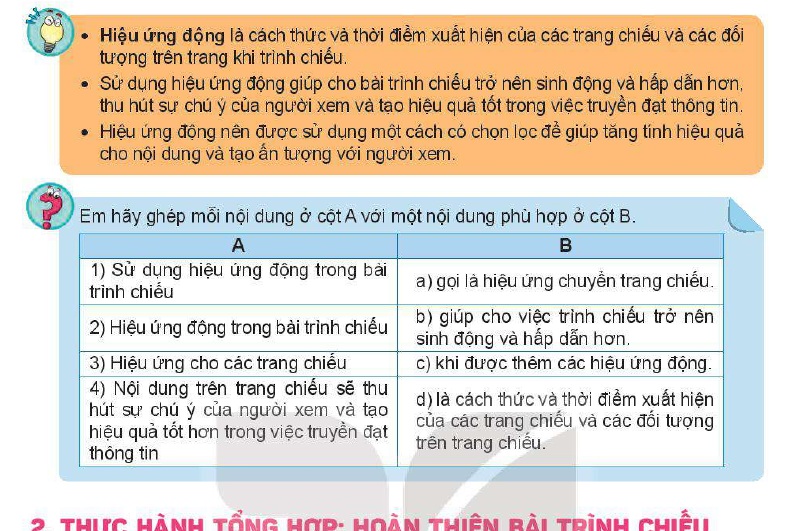 • Hiệu ứng động là cách thức và thời điểm xuất hiện của các trang chiếu và các đối
tượng trên trang khi trình chiếu.
• Sử dụng hiệu ứng động giúp cho bài trình chiếu trở nên sinh động và hấp dẫn hơn,
thu hút sự chú ý của người xem và tạo hiệu quả tốt trong việc truyền đạt thông tin.
• Hiệu ứng động nên được sử dụng một cách có chọn lọc để giúp tăng tính hiệu quả
cho nội dung và tạo ấn tượng với người xem.
Em hãy ghép mỗi nội dung ở cột A với một nội dung phù hợp ở cột B.
A
B
1) Sử dụng hiệu ứng động trong bài
trình chiếu
a) gọi là hiệu ứng chuyển trang chiếu.
2) Hiệu ứng động trong bài trình chiếu
b) giúp cho việc trình chiếu trở nên
sinh động và hấp dẫn hơn.
3) Hiệu ứng cho các trang chiếu
c) khi được thêm các hiệu ứng động.
4) Nội dung trên trang chiếu sẽ thu
hút sự chú ý của người xem và tạo
hiệu quả tốt hơn trong việc truyền đạt
thông tin
d) là cách thức và thời điểm xuất hiện
của các trang chiếu và các đối tượng
trên trang chiếu.
2. THỰC HÀNH TỔNG HỢP: HOÀN THIỆN BÀI TRÌNH CHIẾU